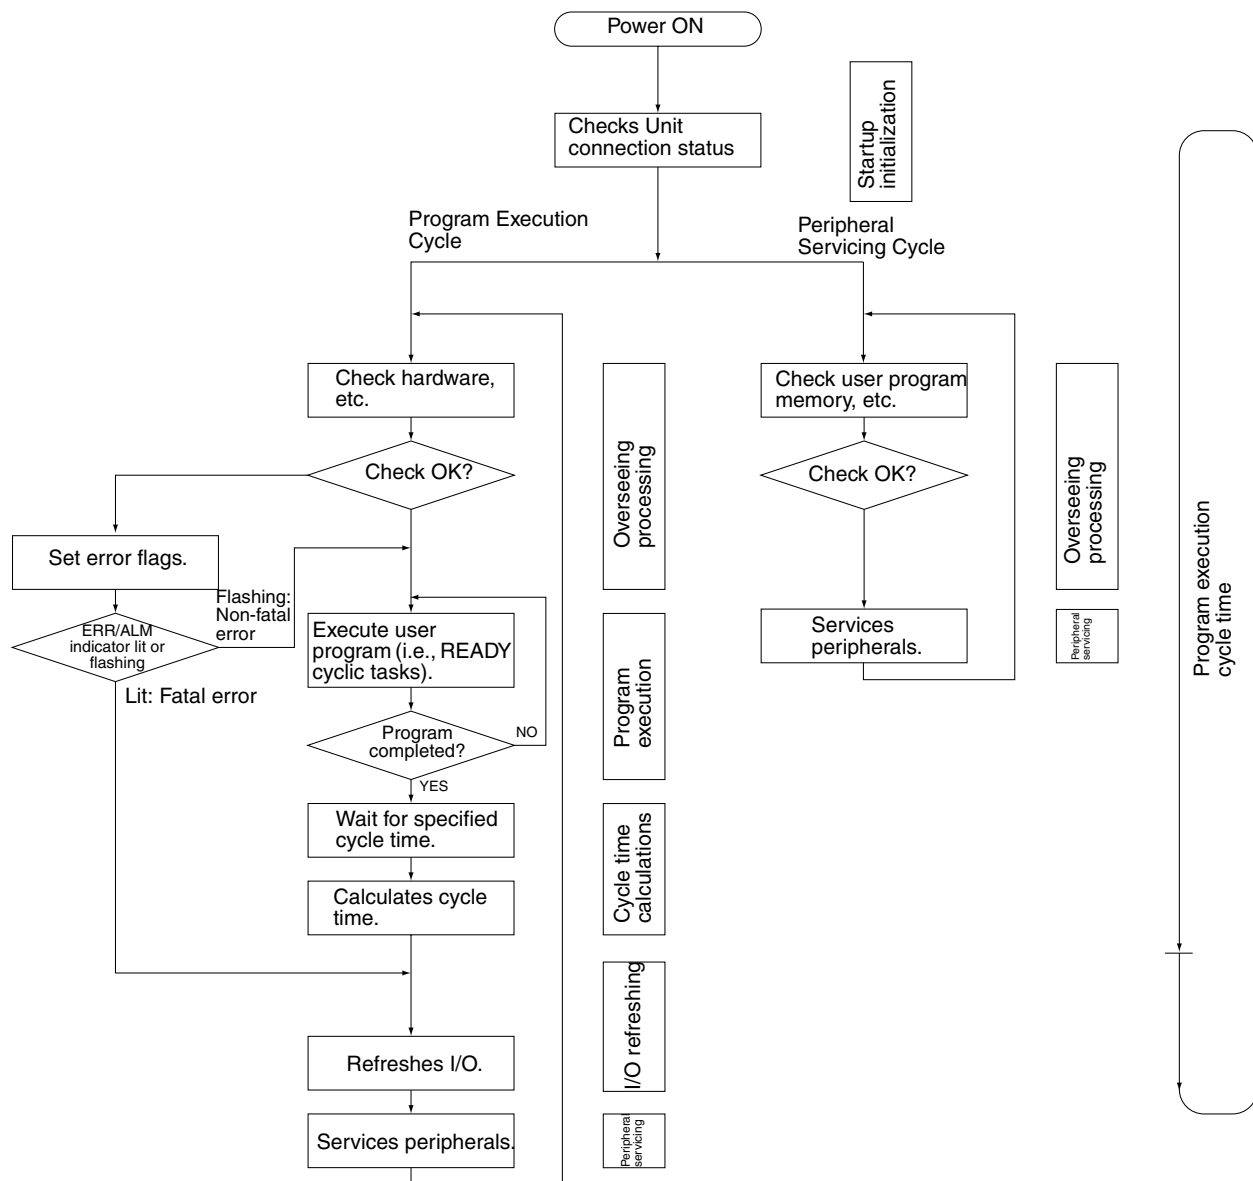 Power ON
Checks Unit
connection status
Startup
initialization
Program Execution
Cycle
Peripheral
Servicing Cycle
Check hardware,
etc.
Check OK?
Set error flags.
Flashing:
Non-fatal
error
ERR/ALM
indicator lit or
flashing
Lit: Fatal error
Execute user
program (i.e., READY
cyclic tasks).
Program
completed?
NO
YES
Wait for specified
cycle time.
Calculates cycle
time.
Refreshes I/O.
Services peripherals.
Overseeing
processing
Program
execution
Cycle time
calculations
I/O refreshing
Peripheral
servicing
Check user program
memory, etc.
Check OK?
Services
peripherals.
Overseeing
processing
Peripheral
servicing
Program execution
cycle time